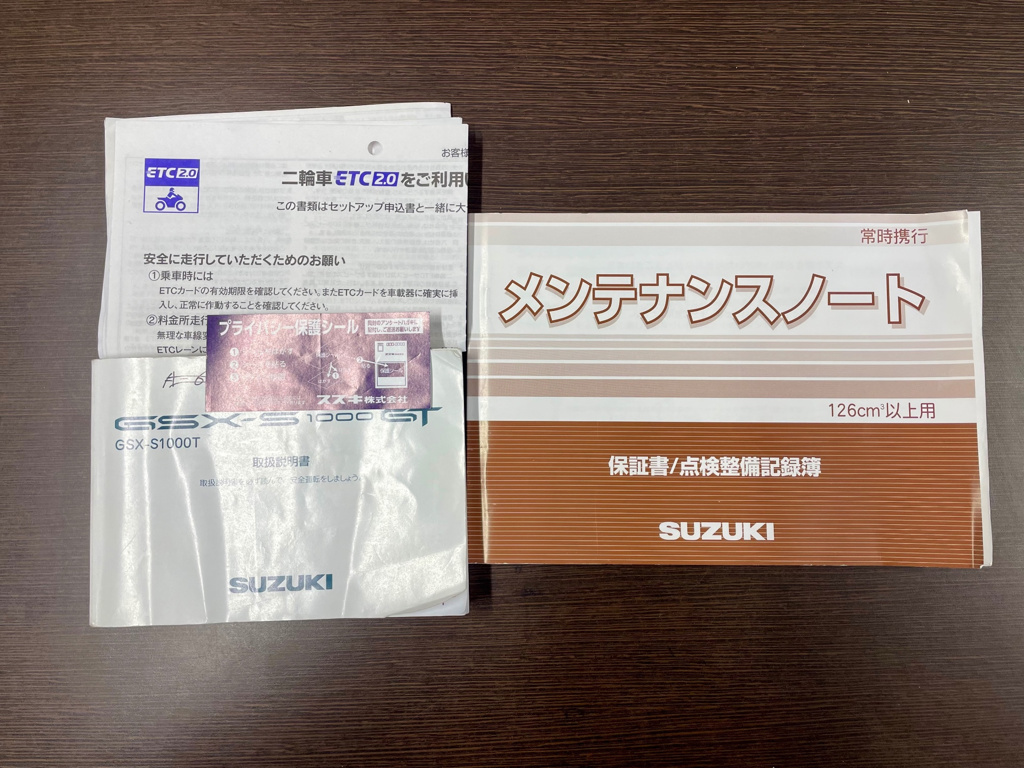 お客様
ETC2.0
二輪車ETC2.0をご利用い
この書類はセットアップ申込書と一緒に大
安全に走行していただくためのお願い
①乗車時には
ETCカードの有効期限を確認してください。またETCカードを車載器に確実に挿
入し、正常に作動することを確認してください。
②料金所走行
無理な車線変
ETCレーンに
プライバシー保護シール
スズキ株式会社
GSX-S1000GT
GSX-S1000T
取扱説明書
SUZUKI
常時携行
メンテナンスノート
126cm³以上用
保証書/点検整備記録簿
SUZUKI